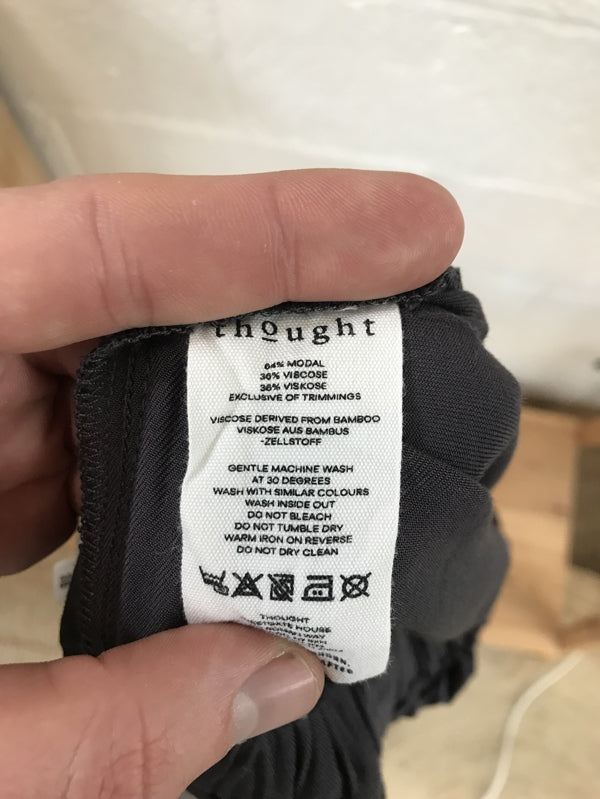 thought
64% MODAL
36% VISCOSE
36% VISKOSE
EXCLUSIVE OF TRIMMINGS
VISCOSE DERIVED FROM BAMBOO
VISKOSE AUS BAMBUS
-ZELLSTOFF
GENTLE MACHINE WASH
AT 30 DEGREES
WASH WITH SIMILAR COLOURS
WASH INSIDE OUT
DO NOT BLEACH
DO NOT TUMBLE DRY
WARM IRON ON REVERSE
DO NOT DRY CLEAN
THOUGHT
HOUSE
WAY